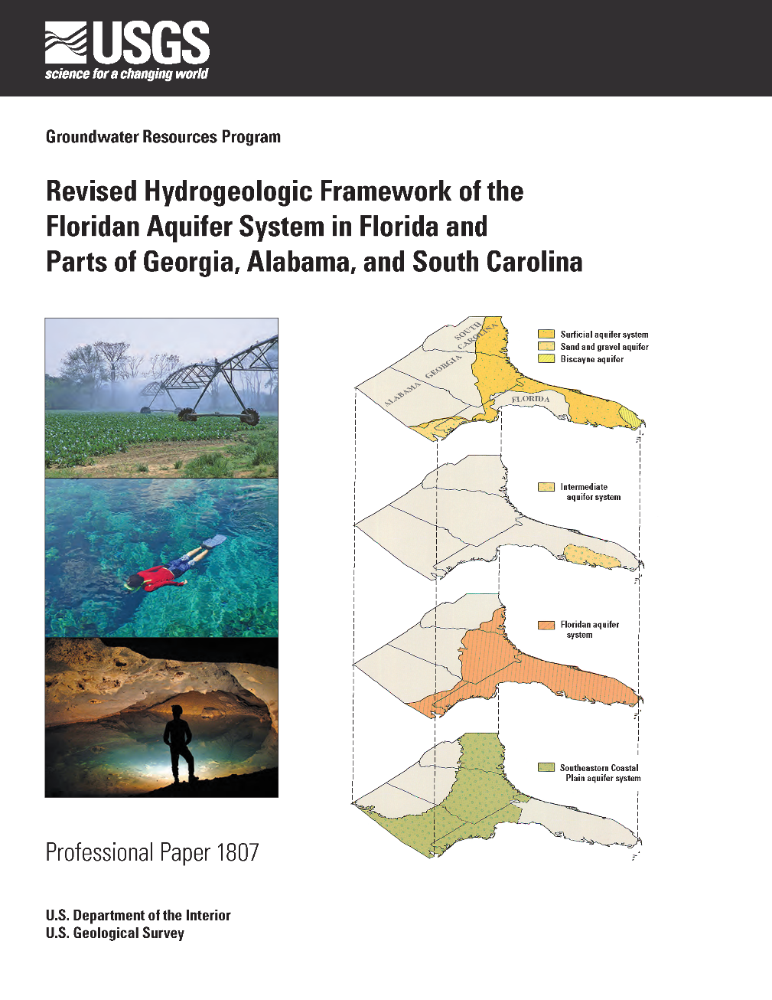 USGS
science for a changing world
Groundwater Resources Program
Revised Hydrogeologic Framework of the
Floridan Aquifer System in Florida and
Parts of Georgia, Alabama, and South Carolina
SOUTH
CAROLINA
GEORGIA
ALABAMA
FLORIDA
Surficial aquifer system
Sand and gravel aquifer
Biscayne aquifer
Intermediate
aquifer system
Floridan aquifer
system
Southeastern Coastal
Plain aquifer system
Professional Paper 1807
U.S. Department of the Interior
U.S. Geological Survey